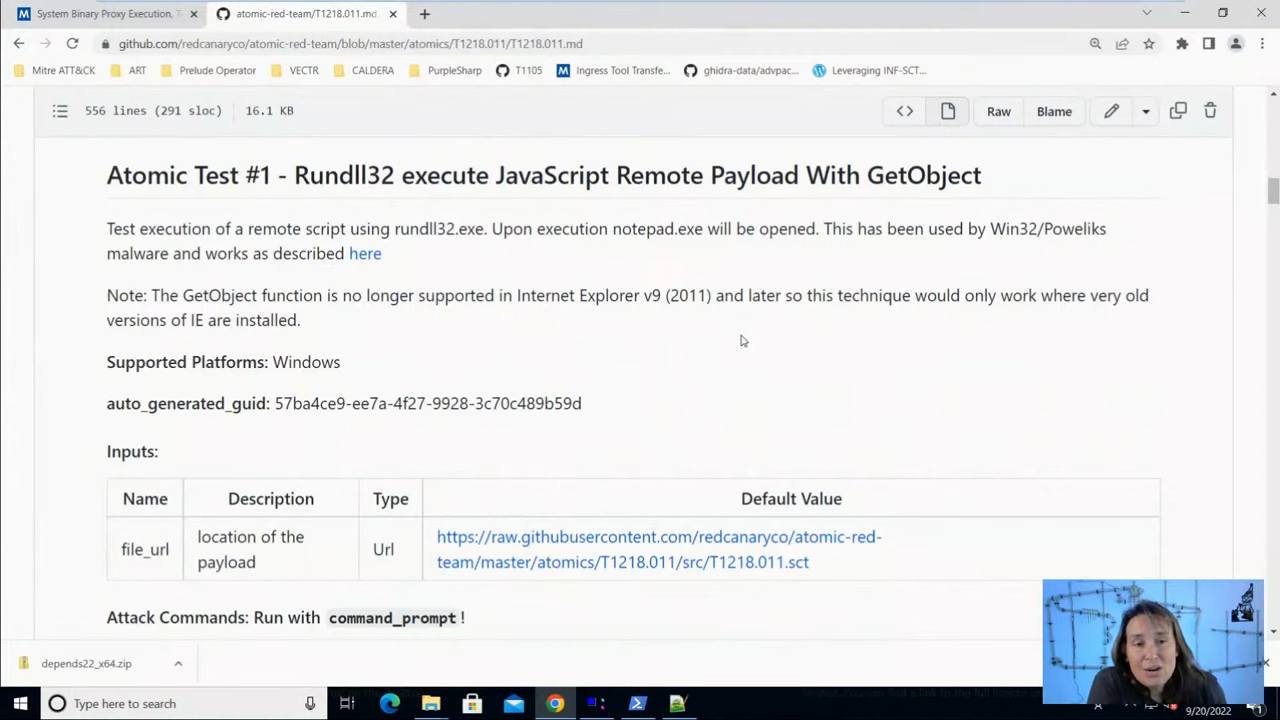 System Binary Proxy Execution, T
atomic-red-team/T1218.011.md
github.com/redcanaryco/atomic-red-team/blob/master/atomics/T1218.011/T1218.011.md
Mitre ATT&CK
ART
Prelude Operator
VECTR
CALDERA
PurpleSharp
T1105
Ingress Tool Transfe...
ghidra-data/advpac...
Leveraging INF-SCT...
556 lines (291 sloc)
16.1 KB
Raw
Blame
Atomic Test #1 - Rundll32 execute JavaScript Remote Payload With GetObject
Test execution of a remote script using rundll32.exe. Upon execution notepad.exe will be opened. This has been used by Win32/Poweliks
malware and works as described here
Note: The GetObject function is no longer supported in Internet Explorer v9 (2011) and later so this technique would only work where very old
versions of IE are installed.
Supported Platforms: Windows
auto_generated_guid: 57ba4ce9-ee7a-4f27-9928-3c70c489b59d
Inputs:
Name
Description
Type
Default Value
file_url
location of the
payload
Url
https://raw.githubusercontent.com/redcanaryco/atomic-red-
team/master/atomics/T1218.011/src/T1218.011.sct
Attack Commands: Run with command_prompt!
depends22_x64.zip
Type here to search
9/20/2022